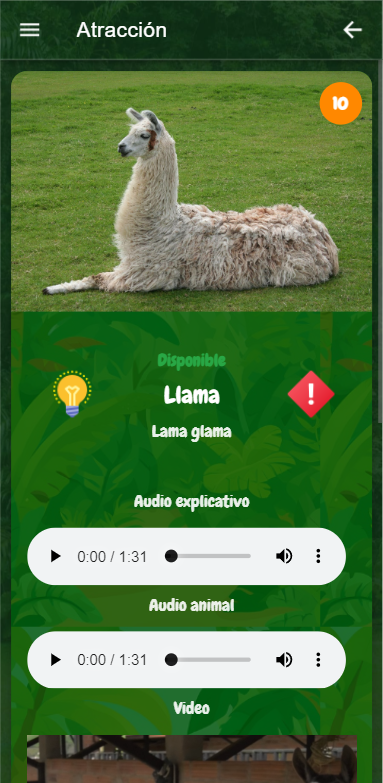 Atracción
10
Disponible
Llama
!
Lama glama
Audio explicativo
0:00 / 1:31
Audio animal
0:00 / 1:31
Video